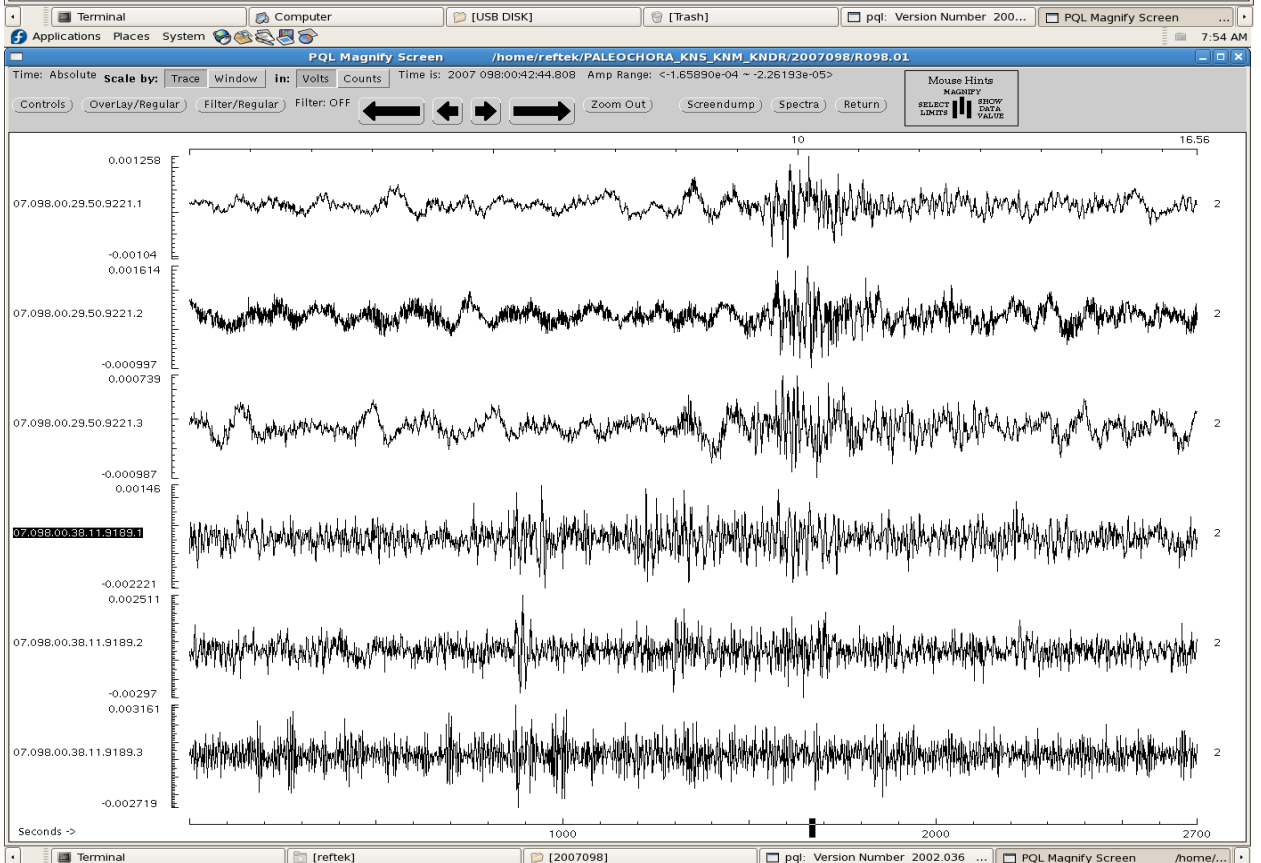 Terminal Computer [USB DISK] [Trash] pql: Version Number 200... PQL Magnify Screen ...
Applications Places System 7:54 AM
PQL Magnify Screen /home/reftek/PALEOCHORA_KNS_KNM_KNDR/2007098/R098.01
Time: Absolute Scale by: Trace Window in: Volts Counts Time is: 2007 098:00:42:44.808 Amp Range: <-1.65890e-04 ~ -2.26193e-05>
Controls OverLay/Regular Filter/Regular Filter: OFF Zoom Out Screendump Spectra Return
Mouse Hints
MAGNIFY
SELECT LIMITS SHOW DATA VALUE
10 16.56
0.001258
07.098.00.29.50.9221.1 2
-0.00104
0.001614
07.098.00.29.50.9221.2 2
-0.000997
0.000739
07.098.00.29.50.9221.3 2
-0.000987
0.00146
07.098.00.38.11.9189.1 2
-0.002221
0.002511
07.098.00.38.11.9189.2 2
-0.00297
0.003161
07.098.00.38.11.9189.3 2
-0.002719
Seconds -> 1000 2000 2700
Terminal [reftek] [2007098] pql: Version Number 2002.036 ... PQL Magnify Screen /home/...